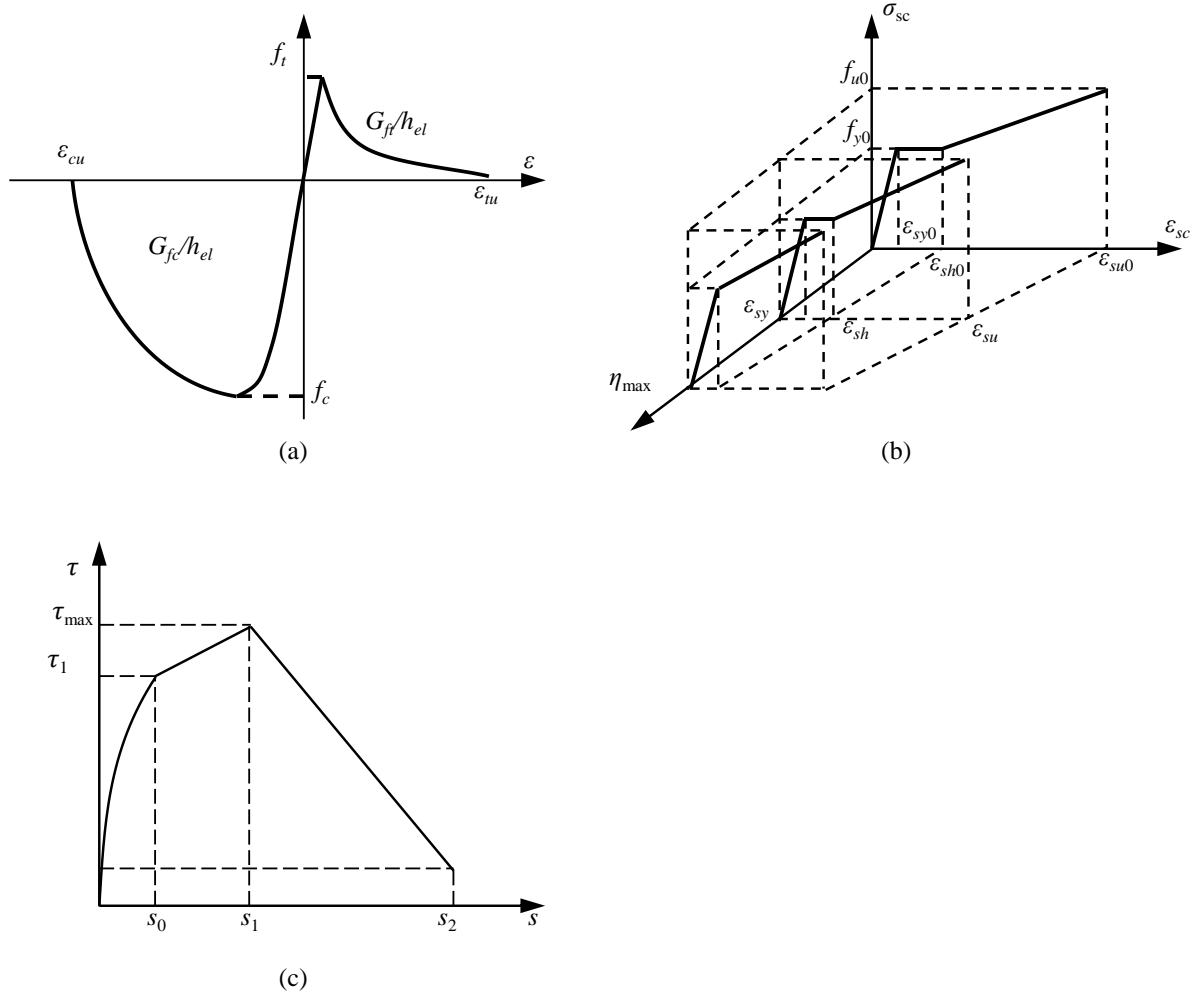 f_t
G_ft/h_el
ε_cu
ε
ε_tu
G_fc/h_el
f_c
(a)
σ_sc
f_u0
f_y0
ε_sy0
ε_sc
ε_sh0
ε_su0
ε_sy
ε_sh
ε_su
η_max
(b)
τ
τ_max
τ_1
s_0
s_1
s_2
s
(c)